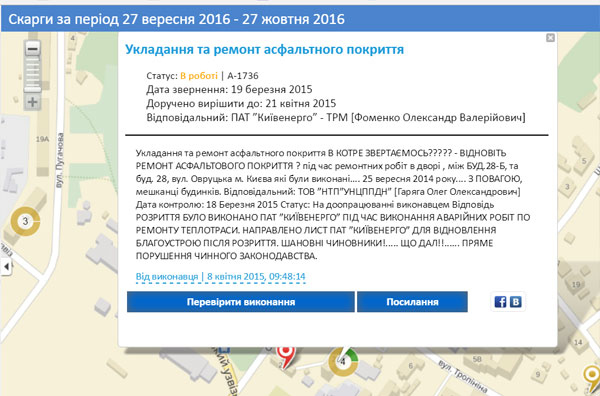 Скарги за період 27 вересня 2016 - 27 жовтня 2016
Укладання та ремонт асфальтного покриття
Статус: В роботі | А-1736
Дата звернення: 19 березня 2015
Доручено вирішити до: 21 квітня 2015
Відповідальний: ПАТ "Київенерго" - ТРМ [Фоменко Олександр Валерійович]
Укладання та ремонт асфальтного покриття В КОТРЕ ЗВЕРТАЄМОСЬ????? - ВІДНОВІТЬ
РЕМОНТ АСФАЛЬТОВОГО ПОКРИТТЯ ? під час ремонтних робіт в дворі , між БУД.28-Б, та
буд. 28, вул. Овруцька м. Києва які були виконані.... 25 вересня 2014 року.... З ПОВАГОЮ,
мешканці будинків. Відповідальний: ТОВ "НТП"УНЦППДН" [Гаряга Олег Олександрович]
Дата контролю: 18 Березня 2015 Статус: На доопрацюванні виконавцем Відповідь
РОЗРИТТЯ БУЛО ВИКОНАНО ПАТ "КИЇВЕНЕРГО" ПІД ЧАС ВИКОНАННЯ АВАРІЙНИХ РОБІТ ПО
РЕМОНТУ ТЕПЛОТРАСИ. НАПРАВЛЕНО ЛИСТ ПАТ "КИЇВЕНЕРГО" ДЛЯ ВІДНОВЛЕННЯ
БЛАГОУСТРОЮ ПІСЛЯ РОЗРИТТЯ. ШАНОВНІ ЧИНОВНИКИ!..... ЩО ДАЛ!!...... ПРЯМЕ
ПОРУШЕННЯ ЧИННОГО ЗАКОНОДАВСТВА.
Від виконавця | 8 квітня 2015, 09:48:14
Перевірити виконання
Посилання
19А
вул. Пугачова
3
4
ий узвіз
вул. Тропініна